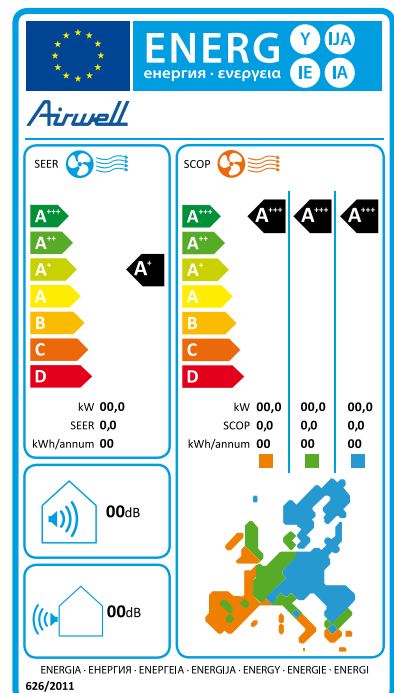 ENERG
енергия · ενεργεια
Y IJA
IE IA
Airwell
SEER
A+++
A++
A+
A
B
C
D
A+
kW 00,0
SEER 0,0
kWh/annum 00
SCOP
A+++
A++
A+
A
B
C
D
A+++ A+++ A+++
kW 00,0 00,0 00,0
SCOP 0,0 0,0 0,0
kWh/annum 00 00 00
00dB
00dB
ENERGIA · ЕНЕРГИЯ · ΕΝΕΡΓΕΙΑ · ENERGIJA · ENERGY · ENERGIE · ENERGI
626/2011